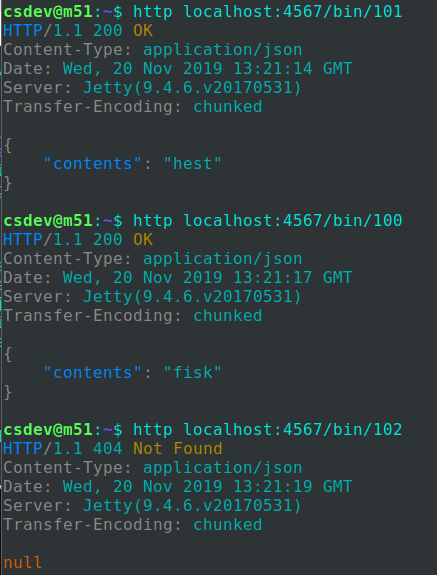 csdev@m51:~$ http localhost:4567/bin/101
HTTP/1.1 200 OK
Content-Type: application/json
Date: Wed, 20 Nov 2019 13:21:14 GMT
Server: Jetty(9.4.6.v20170531)
Transfer-Encoding: chunked
{
    "contents": "hest"
}
csdev@m51:~$ http localhost:4567/bin/100
HTTP/1.1 200 OK
Content-Type: application/json
Date: Wed, 20 Nov 2019 13:21:17 GMT
Server: Jetty(9.4.6.v20170531)
Transfer-Encoding: chunked
{
    "contents": "fisk"
}
csdev@m51:~$ http localhost:4567/bin/102
HTTP/1.1 404 Not Found
Content-Type: application/json
Date: Wed, 20 Nov 2019 13:21:19 GMT
Server: Jetty(9.4.6.v20170531)
Transfer-Encoding: chunked
null